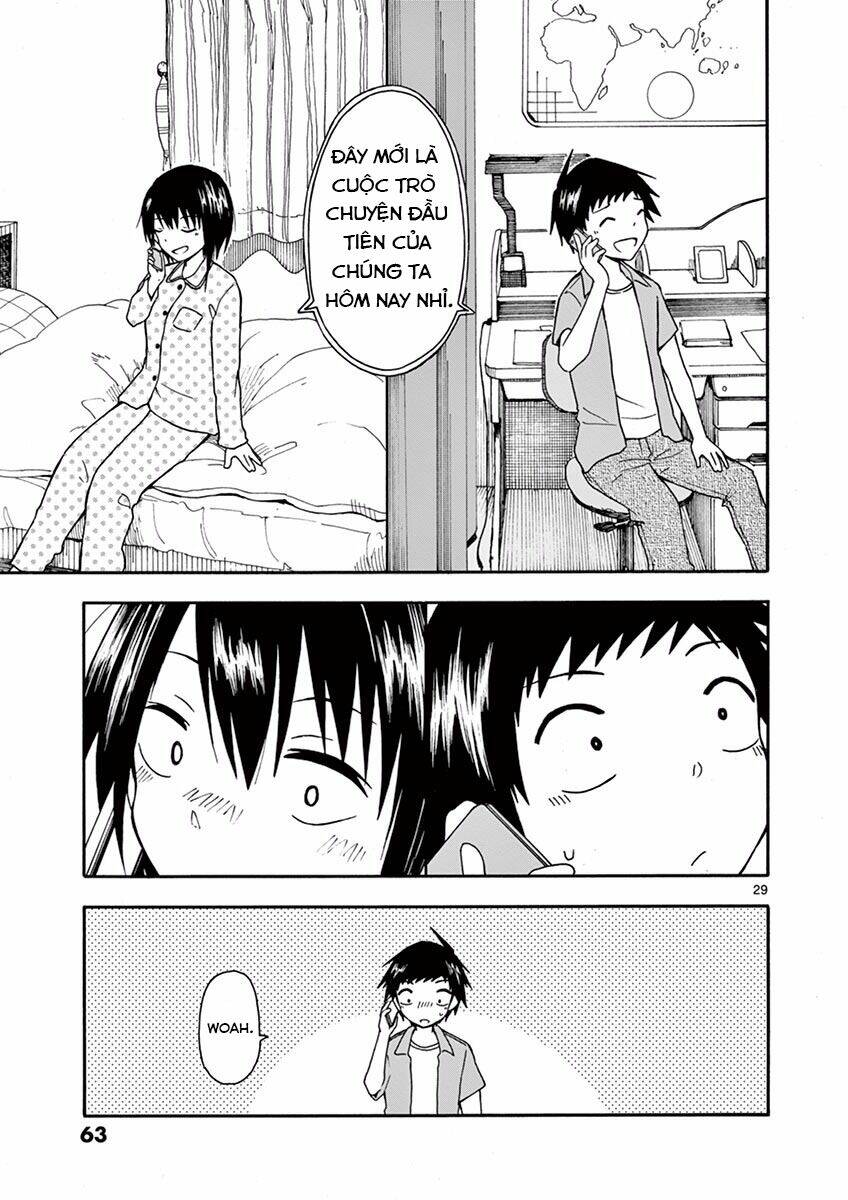 ĐÂY MỚI LÀ
CUỘC TRÒ
CHUYỆN ĐẦU
TIÊN CỦA
CHÚNG TA
HÔM NAY NHỈ.
29
WOAH.
63